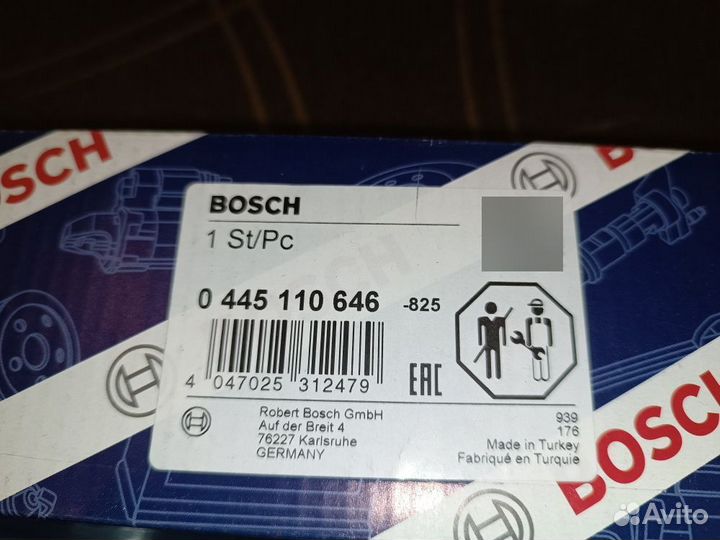 BOSCH
BOSCH
BOSCH
1 St/Pc
0 445 110 646 -825
4 047025 312479
EAC
Robert Bosch GmbH
Auf der Breit 4
76227 Karlsruhe
GERMANY
939
176
Made in Turkey
Fabriqué en Turquie
BOSCH
Avito